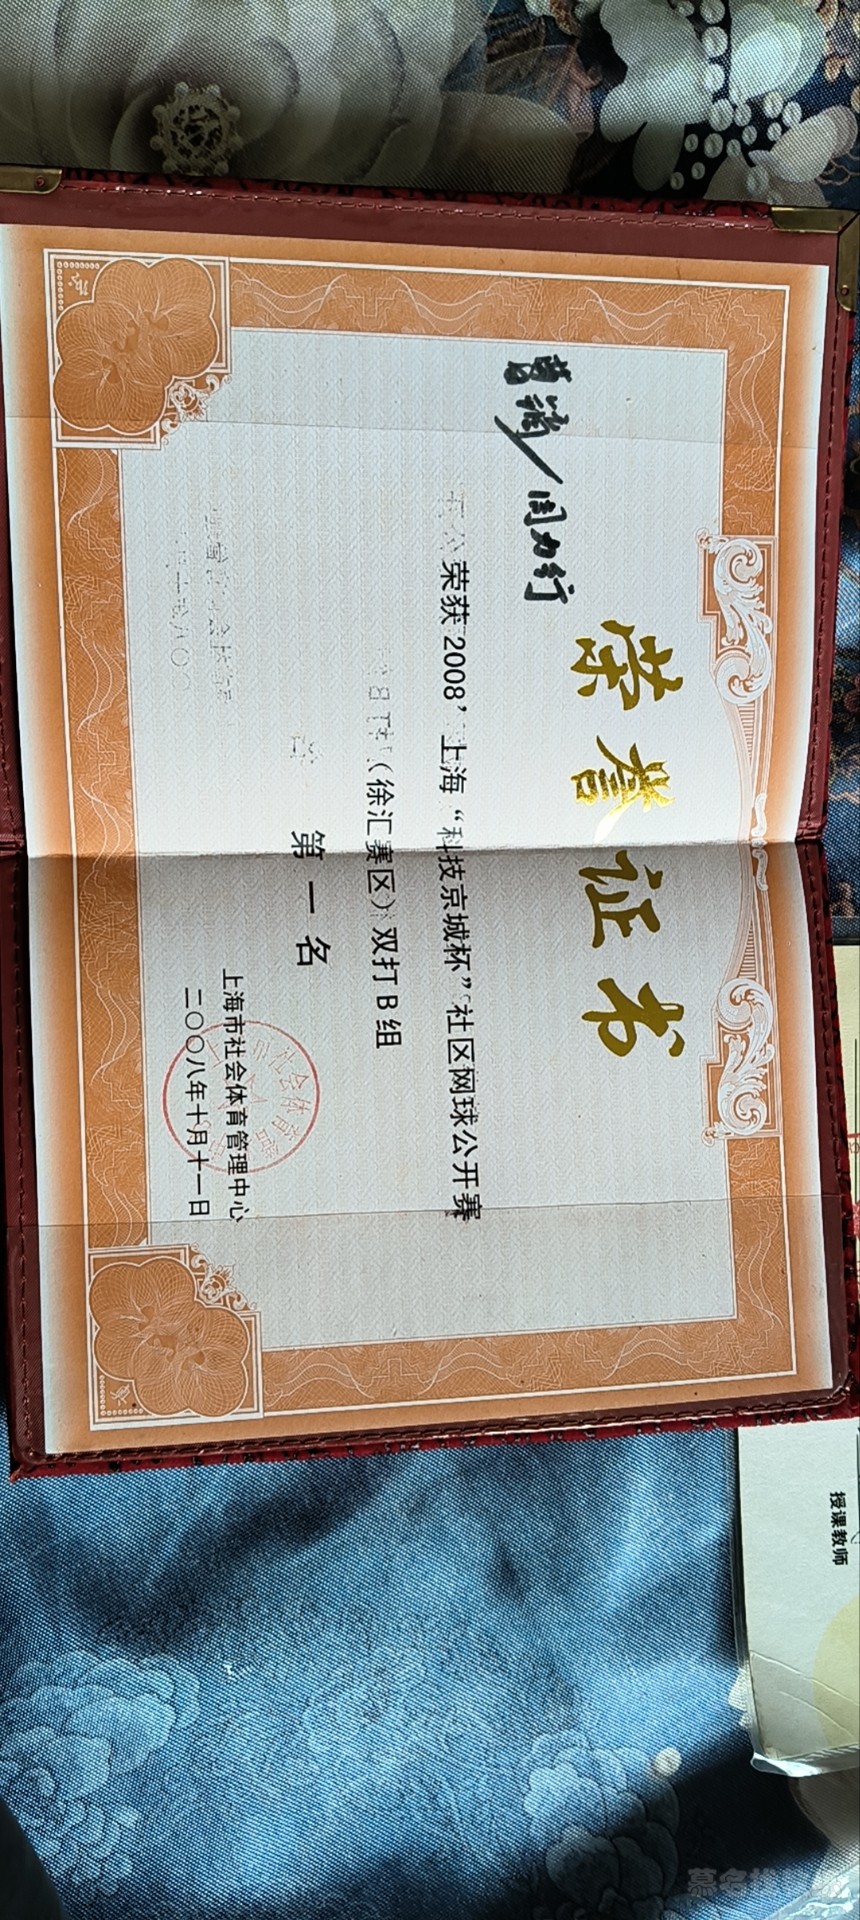 荣誉证书
曹漪/闫力行
荣获2008’上海“科技京城杯”社区网球公开赛
（徐汇赛区）双打B组
第一名
上海市社会体育管理中心
二〇〇八年十月十一日
授课教师